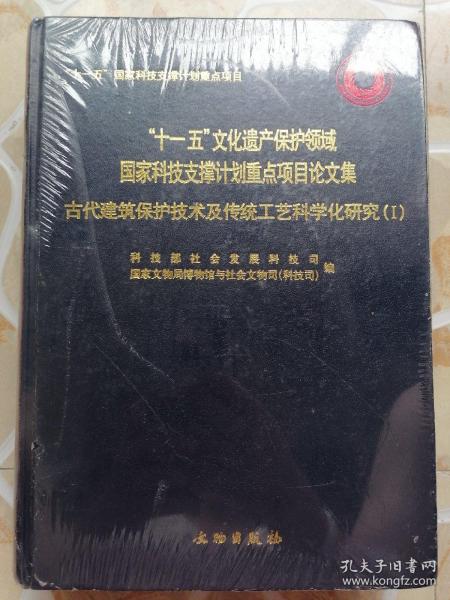 “十一五”国家科技支撑计划重点项目
“十一五”文化遗产保护领域
国家科技支撑计划重点项目论文集
古代建筑保护技术及传统工艺科学化研究(I)
科技部社会发展科技司
国家文物局博物馆与社会文物司(科技司)
编
文物出版社
孔夫子旧书网
www.kongfz.com